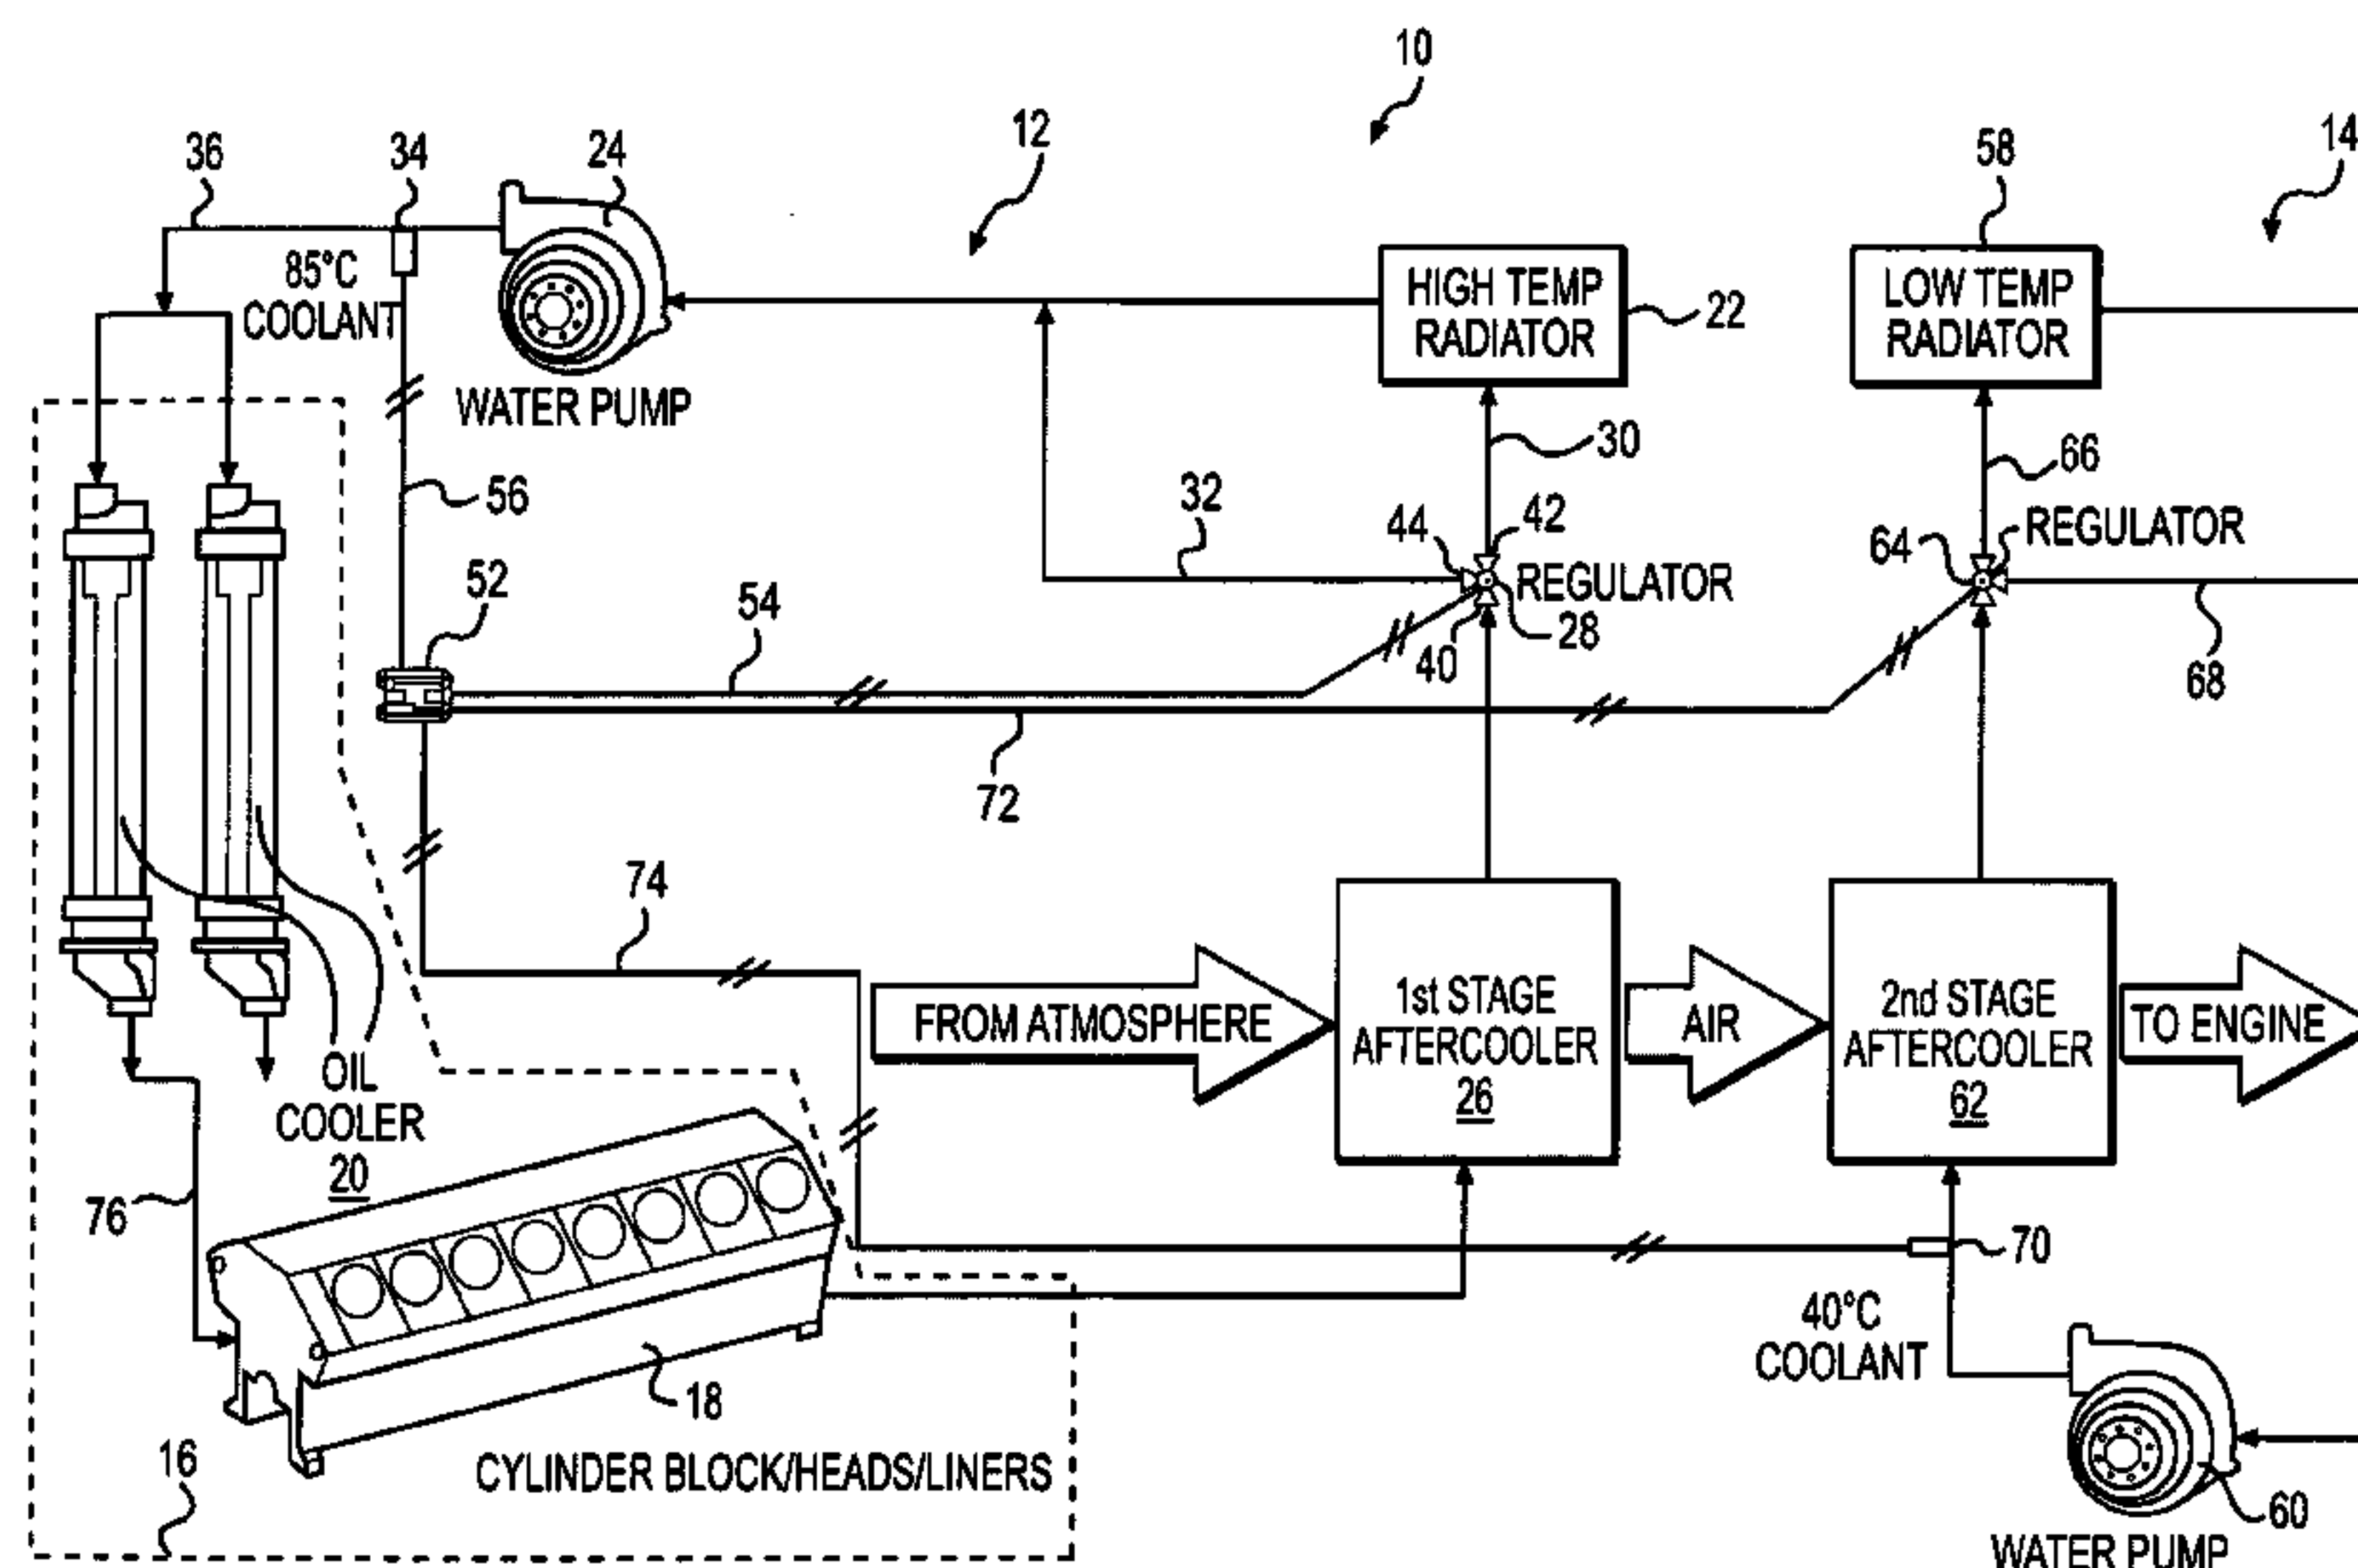 10
12
14
36
34
24
58
85°C
COOLANT
HIGH TEMP
RADIATOR
22
LOW TEMP
RADIATOR
WATER PUMP
30
66
56
32
44
42
64
REGULATOR
52
54
REGULATOR
28
40
68
72
74
FROM ATMOSPHERE
1st STAGE
AFTERCOOLER
26
AIR
2nd STAGE
AFTERCOOLER
62
TO ENGINE
OIL
COOLER
20
76
70
40°C
COOLANT
18
16
CYLINDER BLOCK/HEADS/LINERS
60
WATER PUMP